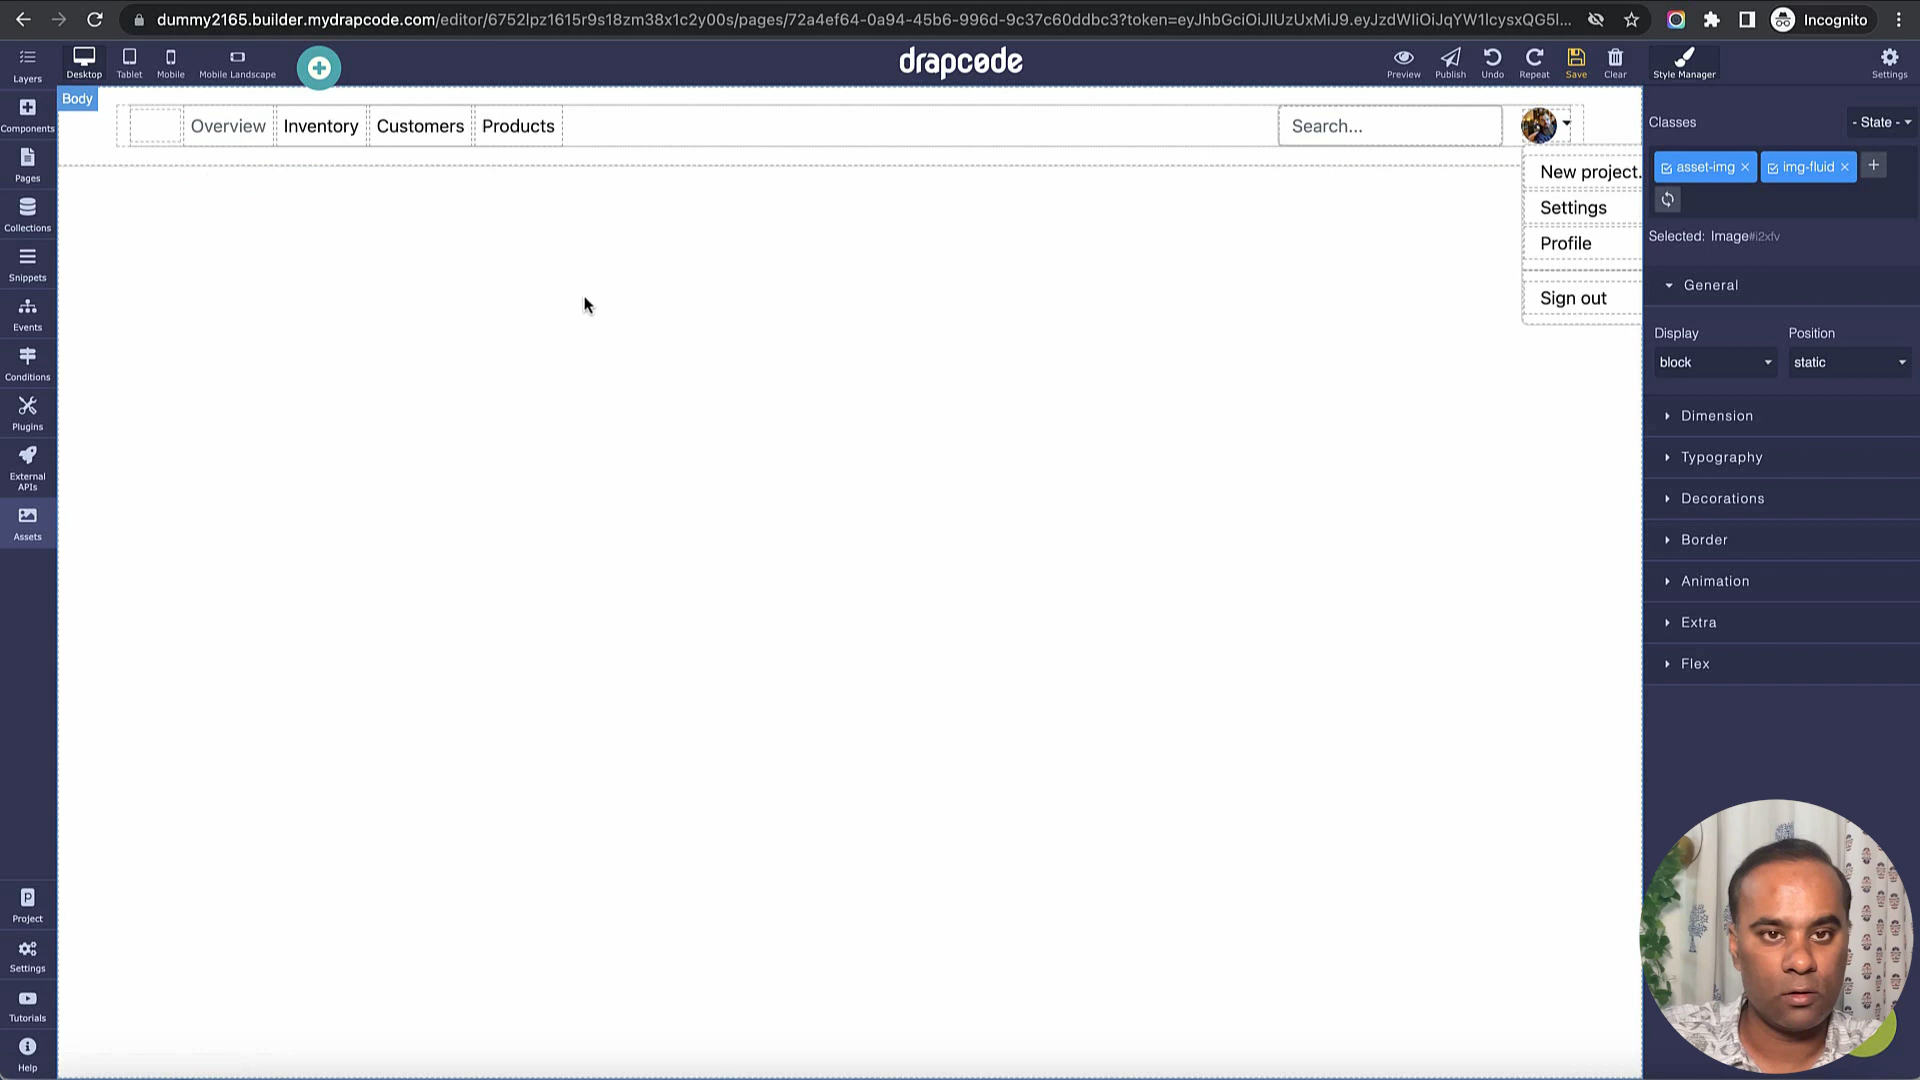 dummy2165.builder.mydrapcode.com/editor/6752lpz1615r9s18zm38x1c2y00s/pages/72a4ef64-0a94-45b6-996d-9c37c60ddbc3?token=eyJhbGciOiJIUzUxMiJ9.eyJzdWIiOiJqYW1lcysxQG5l...
Incognito
Layers
Desktop
Tablet
Mobile
Mobile Landscape
drapcode
Preview
Publish
Undo
Repeat
Save
Clear
Style Manager
Settings
Body
Components
Pages
Collections
Snippets
Events
Conditions
Plugins
External
APIs
Assets
Project
Settings
Tutorials
Help
Overview
Inventory
Customers
Products
Search...
New project.
Settings
Profile
Sign out
Classes
- State -
asset-img
img-fluid
Selected: Image#i2xfv
General
Display
Position
block
static
Dimension
Typography
Decorations
Border
Animation
Extra
Flex